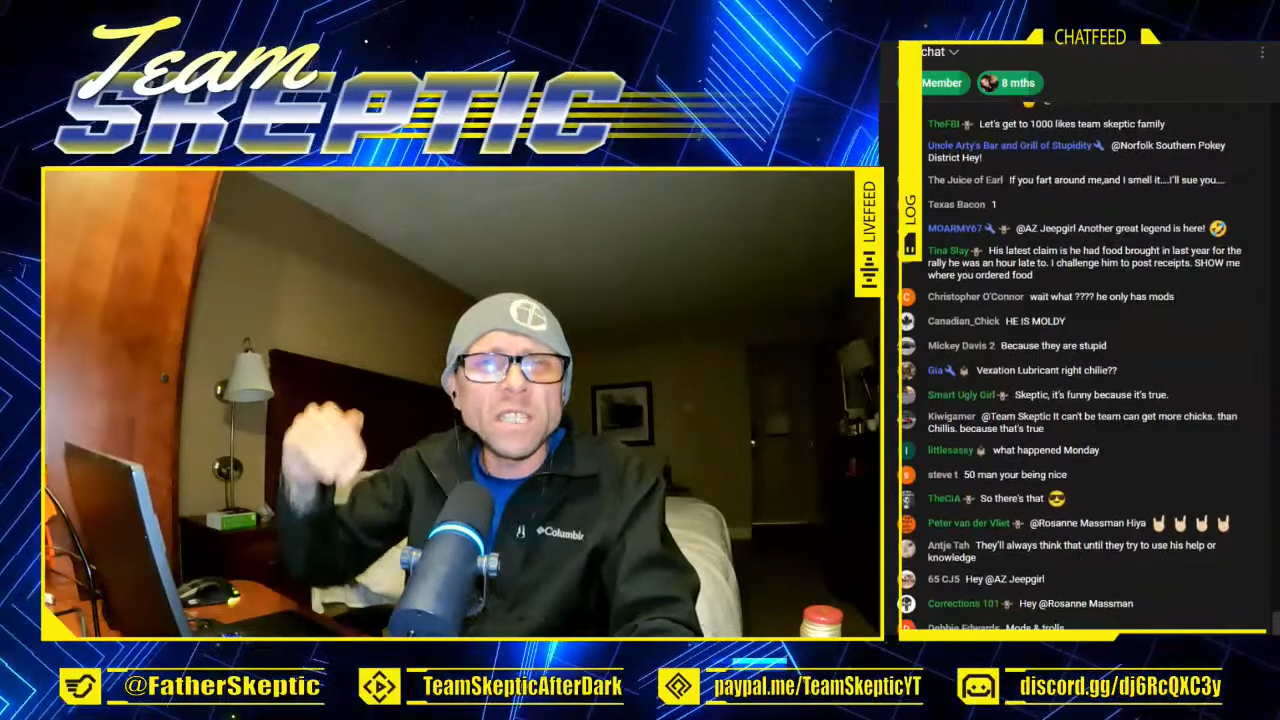 Team
SKEPTIC
CHATFEED
chat
Member
8 mths
TheFBI Let's get to 1000 likes team skeptic family
Uncle Arty's Bar and Grill of Stupidity @Norfolk Southern Pokey
District Hey!
The Juice of Earl If you fart around me,and I smell it....I'll sue you....
Texas Bacon 1
MOARMY67 @AZ Jeepgirl Another great legend is here! 🤣
Tina Slay His latest claim is he had food brought in last year for the
rally he was an hour late to. I challenge him to post receipts. SHOW me
where you ordered food
Christopher O'Connor wait what ???? he only has mods
Canadian_Chick HE IS MOLDY
Mickey Davis 2 Because they are stupid
Gia Vexation Lubricant right chilie??
Smart Ugly Girl Skeptic, it's funny because it's true.
Kiwigamer @Team Skeptic It can't be team can get more chicks. than
Chillis. because that's true
littlesassy what happened Monday
steve t 50 man your being nice
TheCIA So there's that 😎
Peter van der Vliet @Rosanne Massman Hiya 🤘 🤘 🤘 🤘
Antje Tah They'll always think that until they try to use his help or
knowledge
65 CJ5 Hey @AZ Jeepgirl
Corrections 101 Hey @Rosanne Massman
Debbie Edwards Mods & trolls
LIVEFEED
LOG
Columbia
@FatherSkeptic
TeamSkepticAfterDark
paypal.me/TeamSkepticYT
discord.gg/dj6RcQXC3y